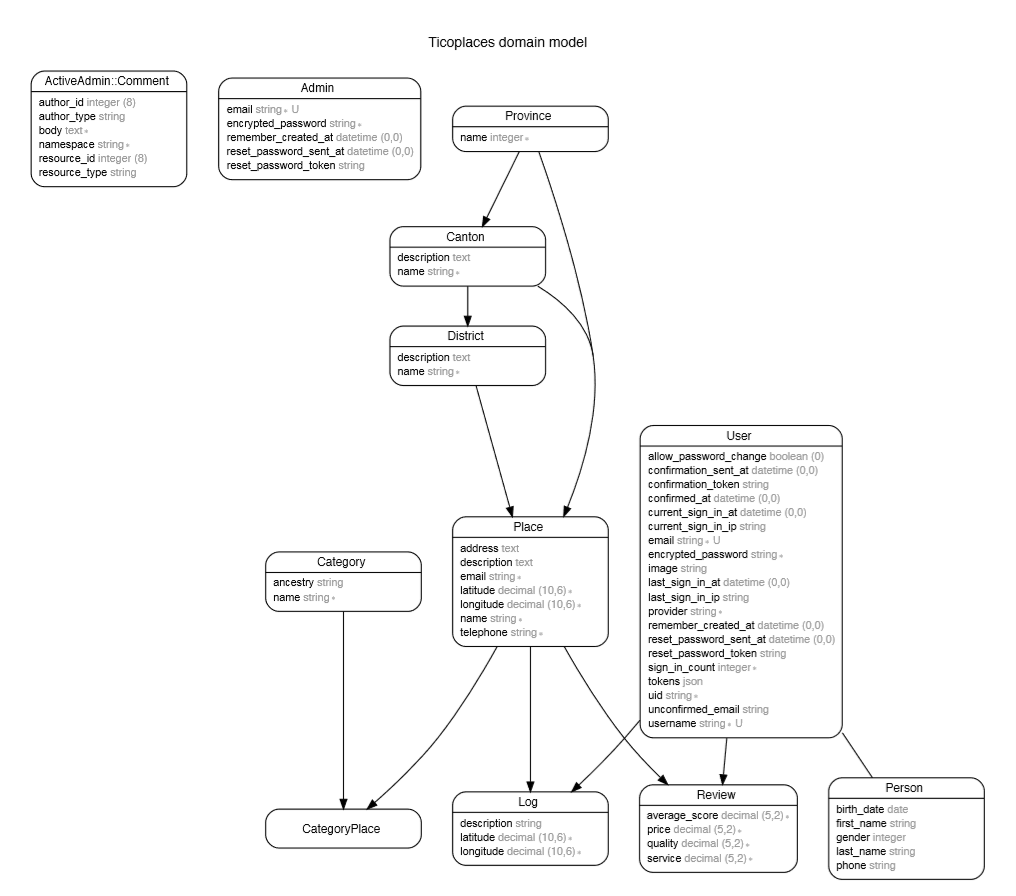 Ticoplaces domain model
ActiveAdmin::Comment
author_id integer (8)
author_type string
body text ∗
namespace string ∗
resource_id integer (8)
resource_type string
Admin
email string ∗ U
encrypted_password string ∗
remember_created_at datetime (0,0)
reset_password_sent_at datetime (0,0)
reset_password_token string
Province
name integer ∗
Canton
description text
name string ∗
District
description text
name string ∗
User
allow_password_change boolean (0)
confirmation_sent_at datetime (0,0)
confirmation_token string
confirmed_at datetime (0,0)
current_sign_in_at datetime (0,0)
current_sign_in_ip string
email string ∗ U
encrypted_password string ∗
image string
last_sign_in_at datetime (0,0)
last_sign_in_ip string
provider string ∗
remember_created_at datetime (0,0)
reset_password_sent_at datetime (0,0)
reset_password_token string
sign_in_count integer ∗
tokens json
uid string ∗
unconfirmed_email string
username string ∗ U
Place
address text
description text
email string ∗
latitude decimal (10,6) ∗
longitude decimal (10,6) ∗
name string ∗
telephone string ∗
Category
ancestry string
name string ∗
CategoryPlace
Log
description string
latitude decimal (10,6) ∗
longitude decimal (10,6) ∗
Review
average_score decimal (5,2) ∗
price decimal (5,2) ∗
quality decimal (5,2) ∗
service decimal (5,2) ∗
Person
birth_date date
first_name string
gender integer
last_name string
phone string